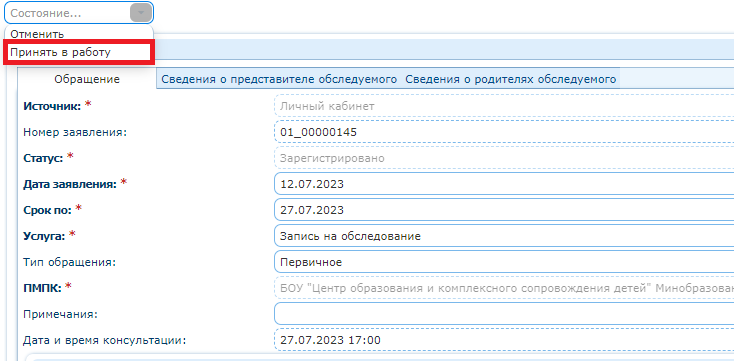 Состояние...
Отменить
Принять в работу
Обращение Сведения о представителе обследуемого Сведения о родителях обследуемого
Источник: * Личный кабинет
Номер заявления: 01_00000145
Статус: * Зарегистрировано
Дата заявления: * 12.07.2023
Срок по: * 27.07.2023
Услуга: * Запись на обследование
Тип обращения: Первичное
ПМПК: * БОУ "Центр образования и комплексного сопровождения детей" Минобразован
Примечания:
Дата и время консультации: 27.07.2023 17:00